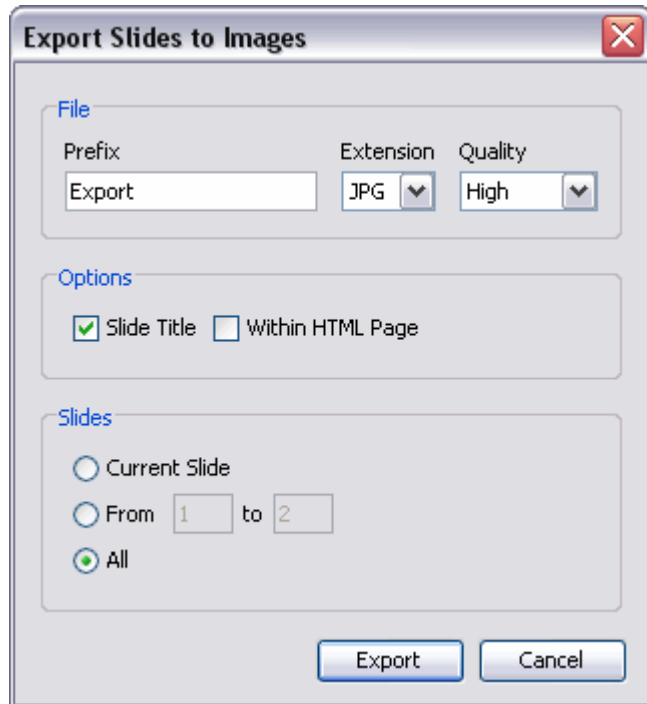 Export Slides to Images
File
Prefix Extension Quality
Export JPG High
Options
Slide Title Within HTML Page
Slides
Current Slide
From 1 to 2
All
Export Cancel